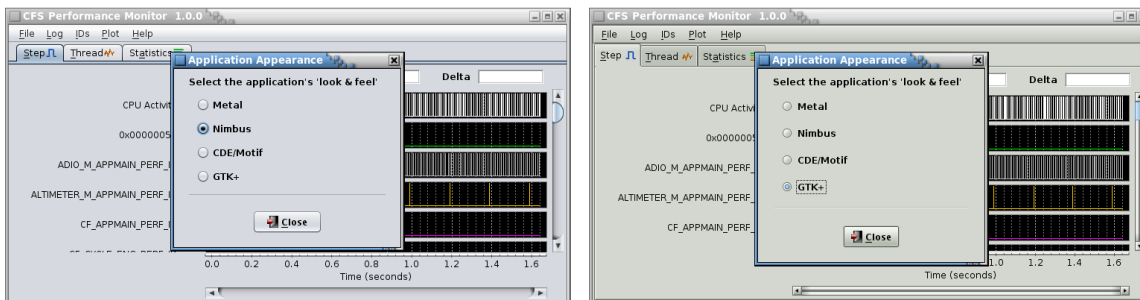 CFS Performance Monitor 1.0.0
File Log IDs Plot Help
Step Thread Statistics
Application Appearance
Select the application's 'look & feel'
Delta
Metal
Nimbus
CDE/Motif
GTK+
Close
CPU Activit
0x0000005
ADIO_M_APPMAIN_PERF_
ALTIMETER_M_APPMAIN_PERF_
CF_APPMAIN_PERF_
0.0 0.2 0.4 0.6 0.8 1.0 1.2 1.4 1.6
Time (seconds)
CFS Performance Monitor 1.0.0
File Log IDs Plot Help
Step Thread Statistics
Application Appearance
Select the application's 'look & feel'
Delta
Metal
Nimbus
CDE/Motif
GTK+
Close
CPU Activi
0x0000005
ADIO_M_APPMAIN_PERF_
ALTIMETER_M_APPMAIN_PERF_
CF_APPMAIN_PERF_
1.0 1.2 1.4 1.6
Time (seconds)